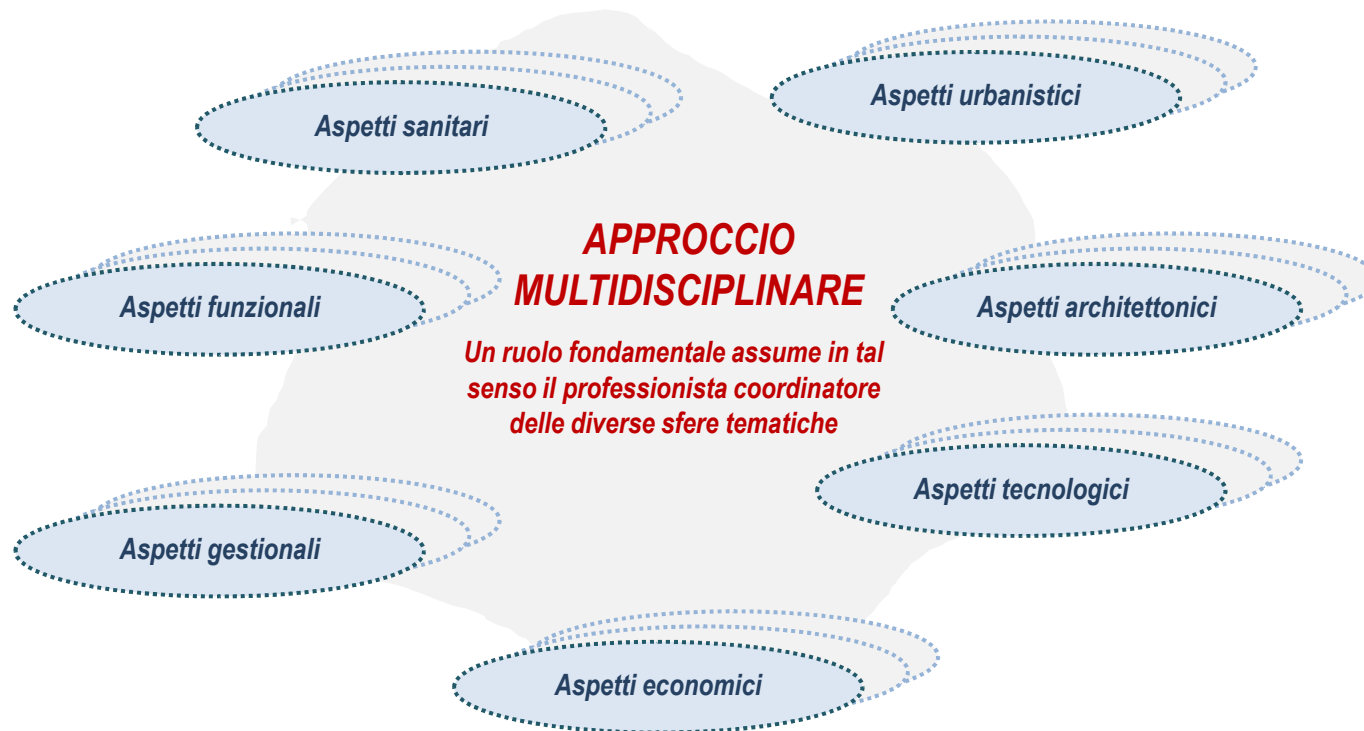 Aspetti sanitari
Aspetti urbanistici
APPROCCIO
MULTIDISCIPLINARE
Aspetti funzionali
Aspetti architettonici
Un ruolo fondamentale assume in tal
senso il professionista coordinatore
delle diverse sfere tematiche
Aspetti tecnologici
Aspetti gestionali
Aspetti economici